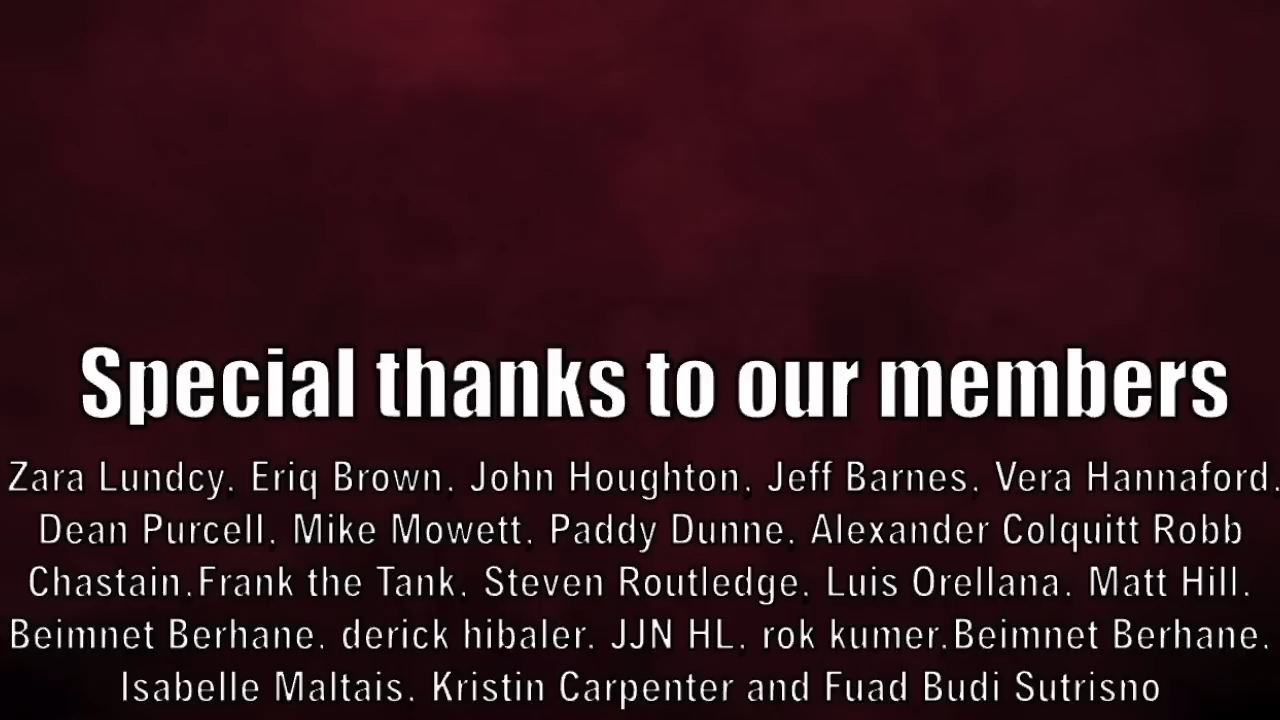 Special thanks to our members
Zara Lundcy, Eriq Brown, John Houghton, Jeff Barnes, Vera Hannaford,
Dean Purcell, Mike Mowett, Paddy Dunne, Alexander Colquitt Robb
Chastain,Frank the Tank, Steven Routledge, Luis Orellana, Matt Hill,
Beimnet Berhane, derick hibaler, JJN HL, rok kumer,Beimnet Berhane,
Isabelle Maltais, Kristin Carpenter and Fuad Budi Sutrisno